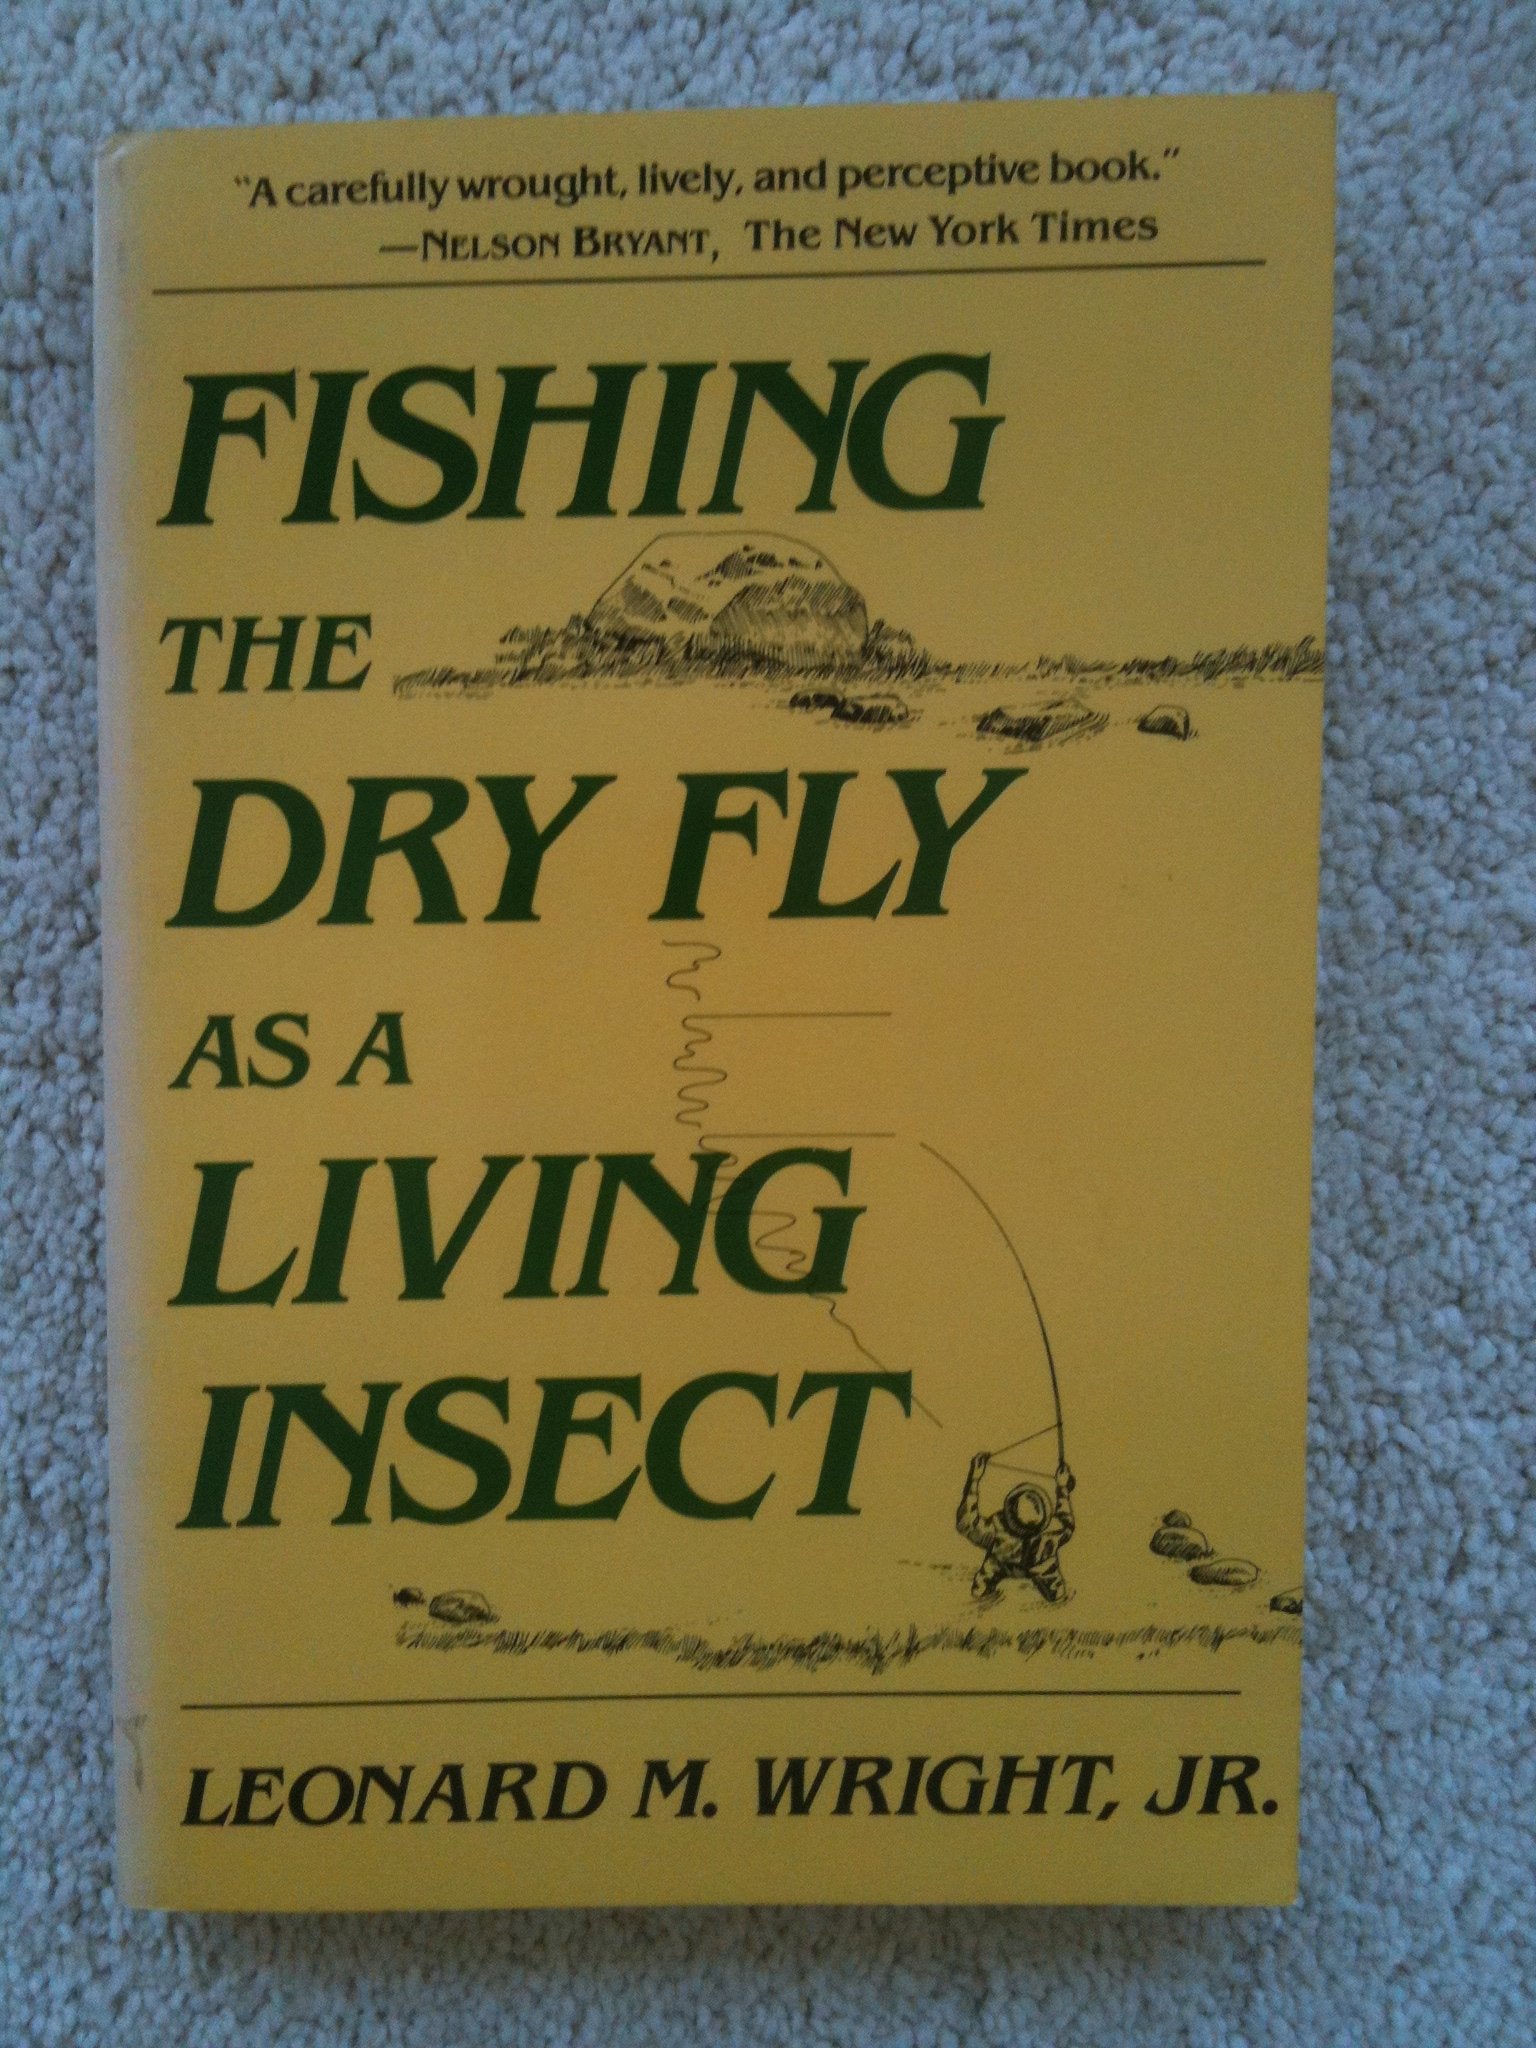 "A carefully wrought, lively, and perceptive book."
—NELSON BRYANT, The New York Times
FISHING
THE
DRY FLY
AS A
LIVING
INSECT
LEONARD M. WRIGHT, JR.